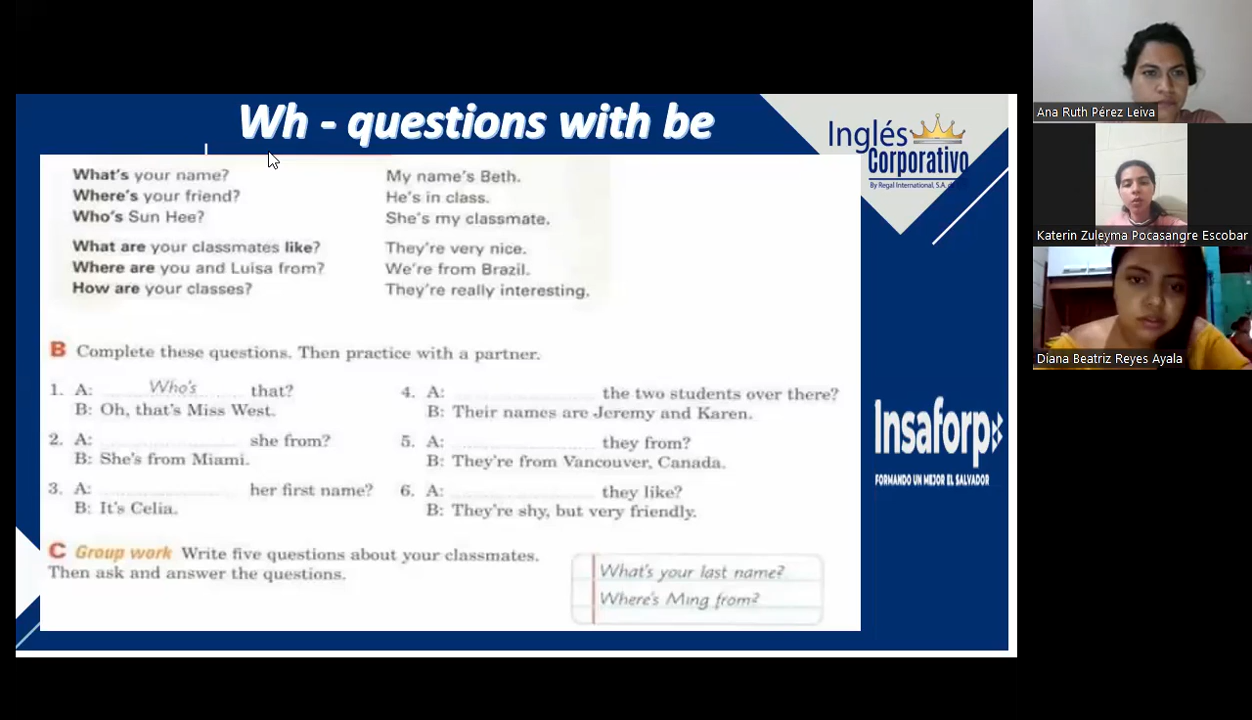 Wh - questions with be
Inglés
Corporativo
By Regal International, S.A.
What's your name? My name's Beth.
Where's your friend? He's in class.
Who's Sun Hee? She's my classmate.
What are your classmates like? They're very nice.
Where are you and Luisa from? We're from Brazil.
How are your classes? They're really interesting.
B Complete these questions. Then practice with a partner.
1. A: Who's that?
B: Oh, that's Miss West.
2. A: she from?
B: She's from Miami.
3. A: her first name?
B: It's Celia.
4. A: the two students over there?
B: Their names are Jeremy and Karen.
5. A: they from?
B: They're from Vancouver, Canada.
6. A: they like?
B: They're shy, but very friendly.
C Group work Write five questions about your classmates.
Then ask and answer the questions.
What's your last name?
Where's Ming from?
Insaforp
FORMANDO UN MEJOR EL SALVADOR
Ana Ruth Pérez Leiva
Katerin Zuleyma Pocasangre Escobar
Diana Beatriz Reyes Ayala